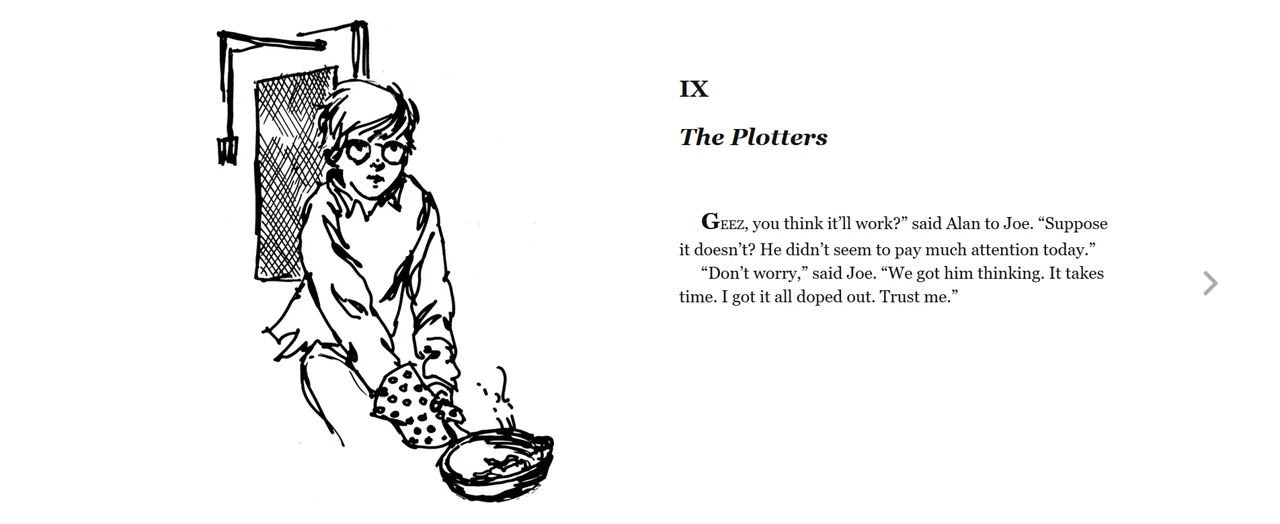 IX
The Plotters
GEEZ, you think it’ll work?” said Alan to Joe. “Suppose
it doesn’t? He didn’t seem to pay much attention today.”
“Don’t worry,” said Joe. “We got him thinking. It takes
time. I got it all doped out. Trust me.”